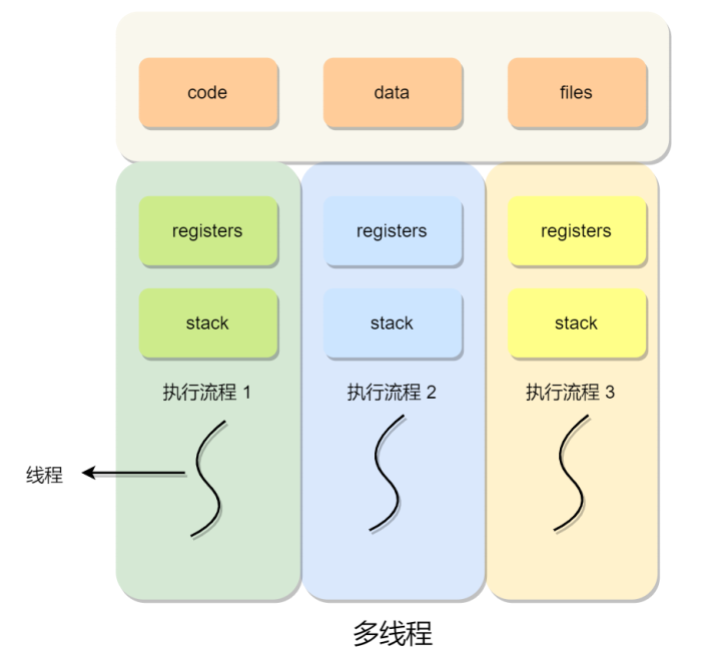 code data files
registers registers registers
stack stack stack
执行流程 1 执行流程 2 执行流程 3
线程
多线程